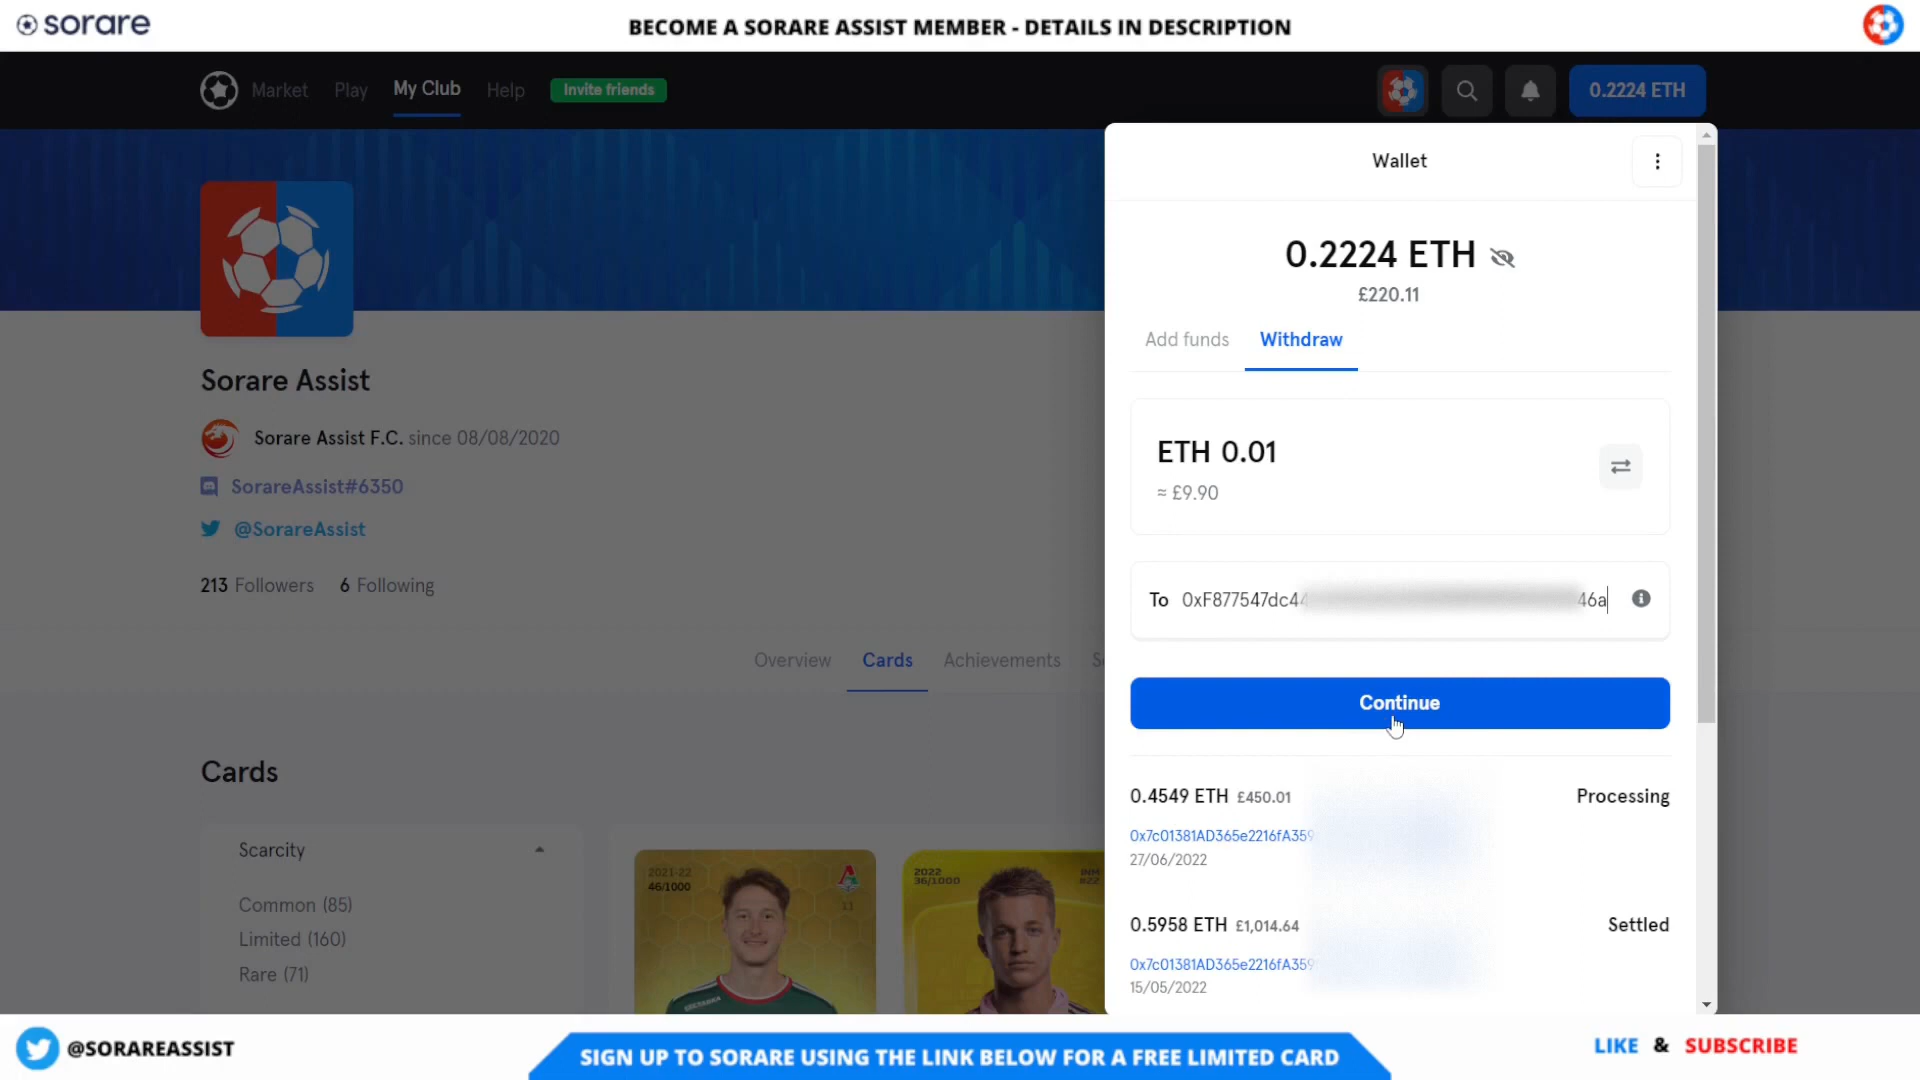 sorare
BECOME A SORARE ASSIST MEMBER - DETAILS IN DESCRIPTION
Market Play My Club Help Invite friends
0.2224 ETH
Wallet
0.2224 ETH
£220.11
Add funds Withdraw
ETH 0.01
≈ £9.90
To 0xF877547dc44 46a
Continue
0.4549 ETH £450.01 Processing
0x7c01381AD365e2216fA359
27/06/2022
0.5958 ETH £1,014.64 Settled
0x7c01381AD365e2216fA359
15/05/2022
Sorare Assist
Sorare Assist F.C. since 08/08/2020
SorareAssist#6350
@SorareAssist
213 Followers 6 Following
Overview Cards Achievements
Cards
Scarcity
Common (85)
Limited (160)
Rare (71)
2021-22
46/1000
11
2022
36/1000
@SORAREASSIST
SIGN UP TO SORARE USING THE LINK BELOW FOR A FREE LIMITED CARD
LIKE & SUBSCRIBE